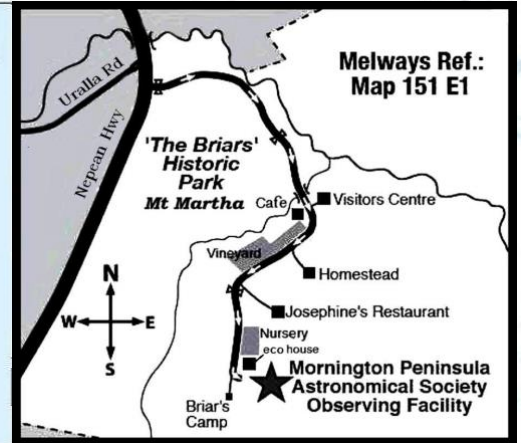 Melways Ref.:
Map 151 E1
Uralla Rd
Nepean Hwy
'The Briars'
Historic
Park
Mt Martha
Cafe
Visitors Centre
Vineyard
Homestead
N
W E
S
Josephine's Restaurant
Nursery
eco house
Mornington Peninsula
Astronomical Society
Observing Facility
Briar's
Camp